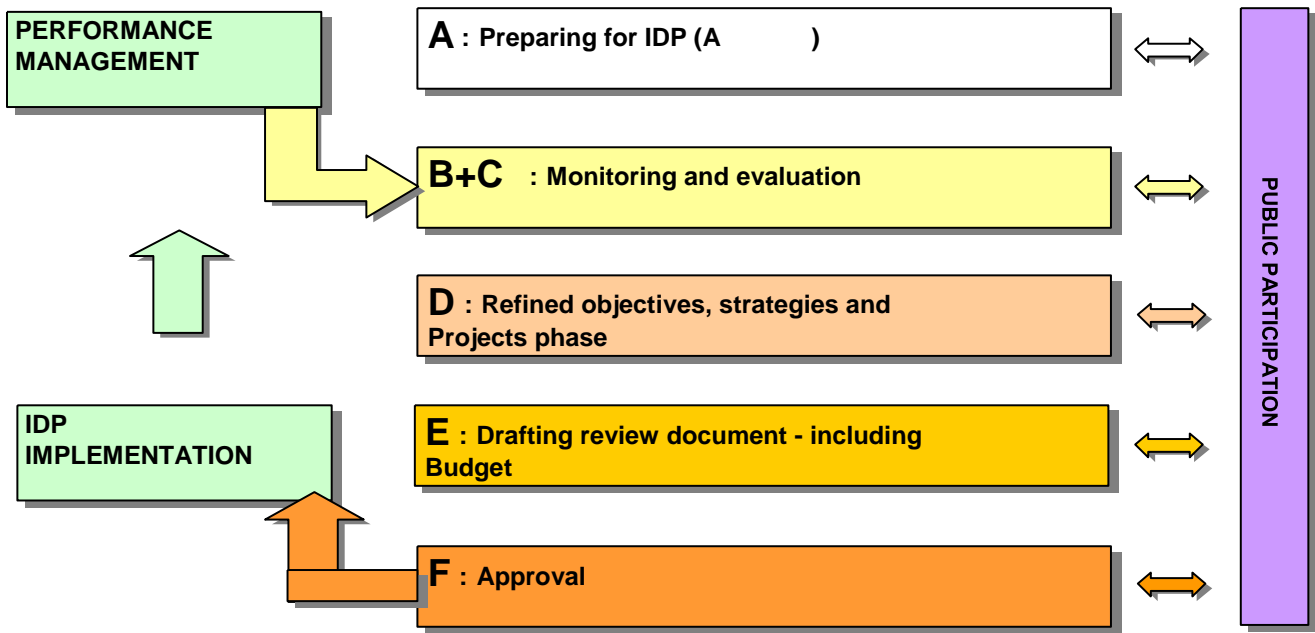 PERFORMANCE
MANAGEMENT
A : Preparing for IDP (A )
B+C : Monitoring and evaluation
D : Refined objectives, strategies and
Projects phase
IDP
IMPLEMENTATION
E : Drafting review document - including
Budget
F : Approval
PUBLIC PARTICIPATION